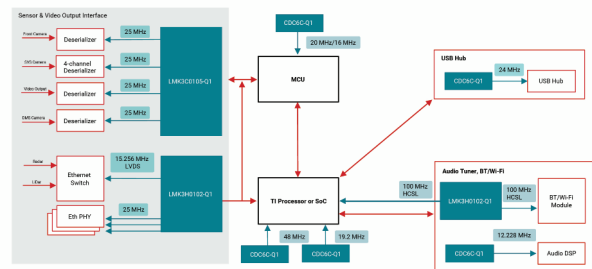 Sensor & Video Output Interface
Front Camera
Deserializer
25 MHz
SVS Camera
4-channel
Deserializer
25 MHz
Video Output
Deserializer
25 MHz
DMS Camera
Deserializer
25 MHz
LMK3C0105-Q1
Radar
LiDar
Ethernet
Switch
15.256 MHz
LVDS
Eth PHY
25 MHz
LMK3H0102-Q1
CDC6C-Q1
20 MHz/16 MHz
MCU
TI Processor or SoC
48 MHz
19.2 MHz
CDC6C-Q1
CDC6C-Q1
USB Hub
CDC6C-Q1
24 MHz
USB Hub
Audio Tuner, BT/Wi-Fi
100 MHz
HCSL
LMK3H0102-Q1
100 MHz
HCSL
BT/Wi-Fi
Module
CDC6C-Q1
12.228 MHz
Audio DSP